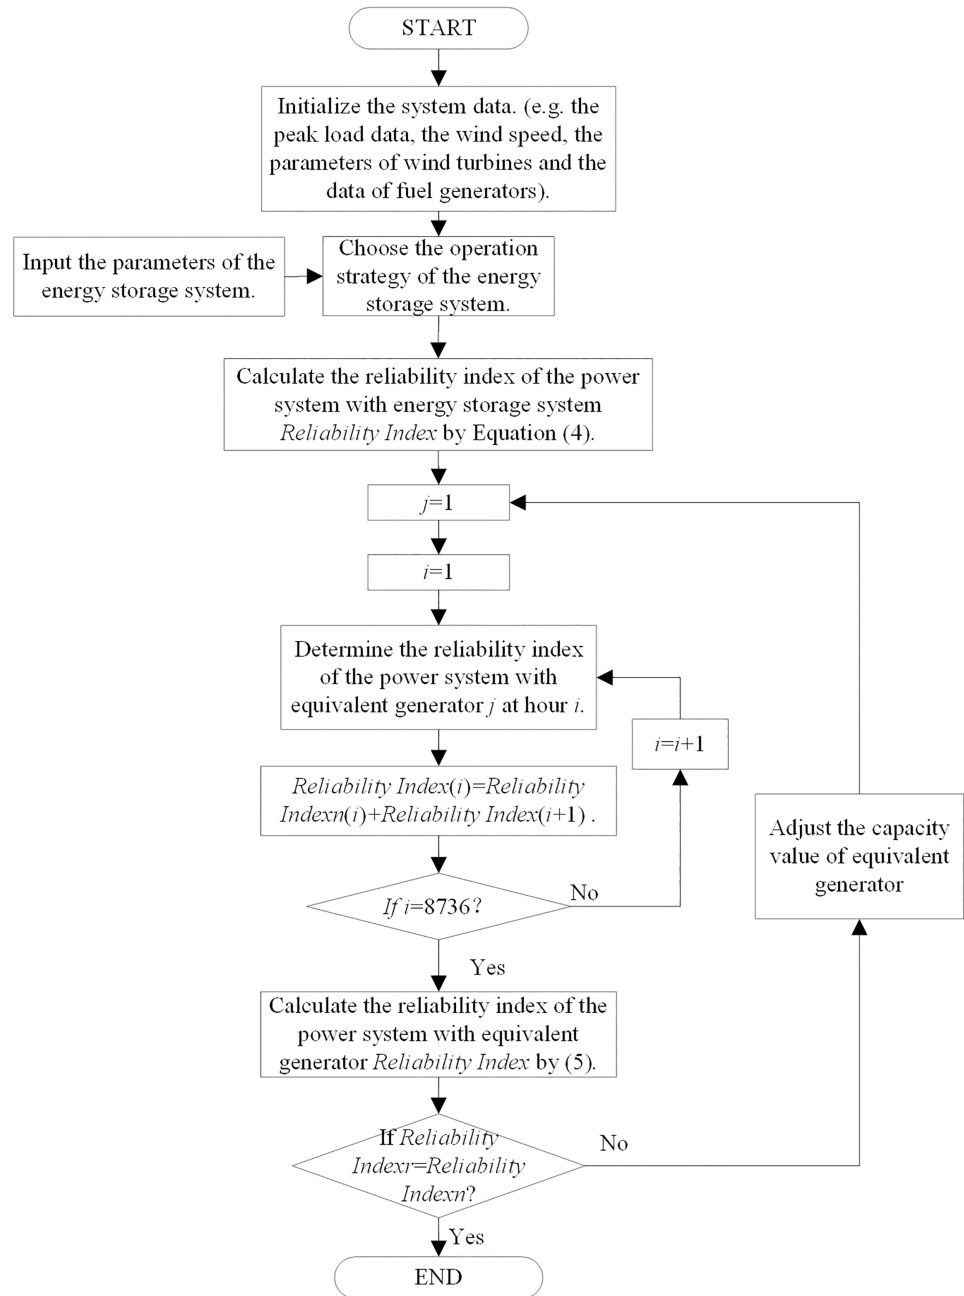 START
Initialize the system data. (e.g. the
peak load data, the wind speed, the
parameters of wind turbines and the
data of fuel generators).
Input the parameters of the
energy storage system.
Choose the operation
strategy of the energy
storage system.
Calculate the reliability index of the power
system with energy storage system
Reliability Index by Equation (4).
j=1
i=1
Determine the reliability index
of the power system with
equivalent generator j at hour i.
i=i+1
Reliability Index(i)=Reliability
Indexn(i)+Reliability Index(i+1) .
Adjust the capacity
value of equivalent
generator
If i=8736?
No
Yes
Calculate the reliability index of the
power system with equivalent
generator Reliability Index by (5).
If Reliability
Indexr=Reliability
Indexn?
No
Yes
END